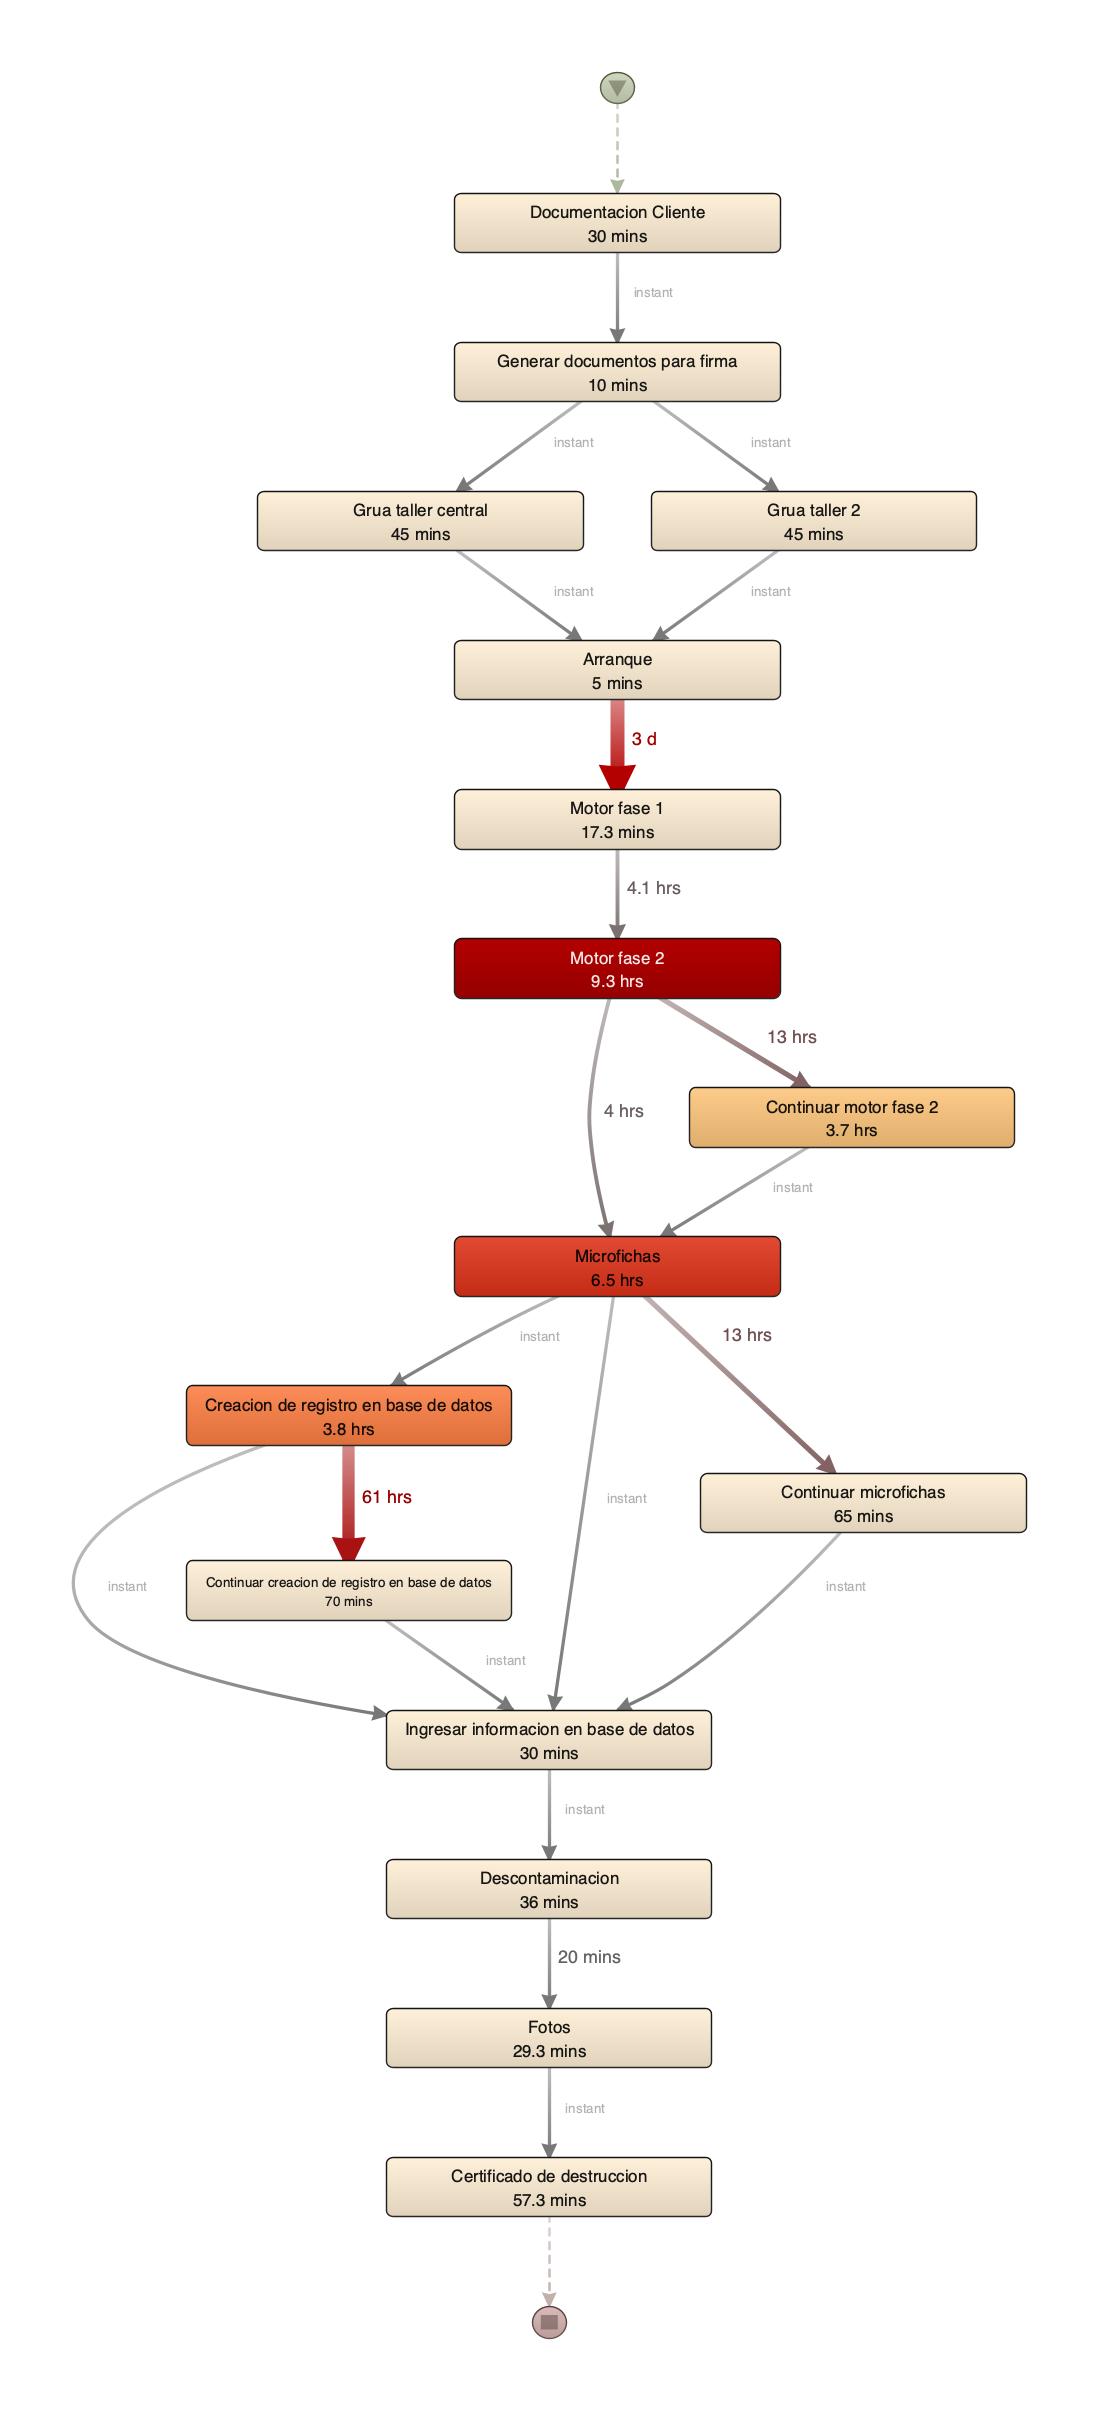 Documentacion Cliente
30 mins
instant
Generar documentos para firma
10 mins
instant
instant
Grua taller central
45 mins
Grua taller 2
45 mins
instant
instant
Arranque
5 mins
3 d
Motor fase 1
17.3 mins
4.1 hrs
Motor fase 2
9.3 hrs
13 hrs
4 hrs
Continuar motor fase 2
3.7 hrs
instant
Microfichas
6.5 hrs
instant
13 hrs
Creacion de registro en base de datos
3.8 hrs
61 hrs
instant
Continuar microfichas
65 mins
instant
Continuar creacion de registro en base de datos
70 mins
instant
instant
Ingresar informacion en base de datos
30 mins
instant
Descontaminacion
36 mins
20 mins
Fotos
29.3 mins
instant
Certificado de destruccion
57.3 mins